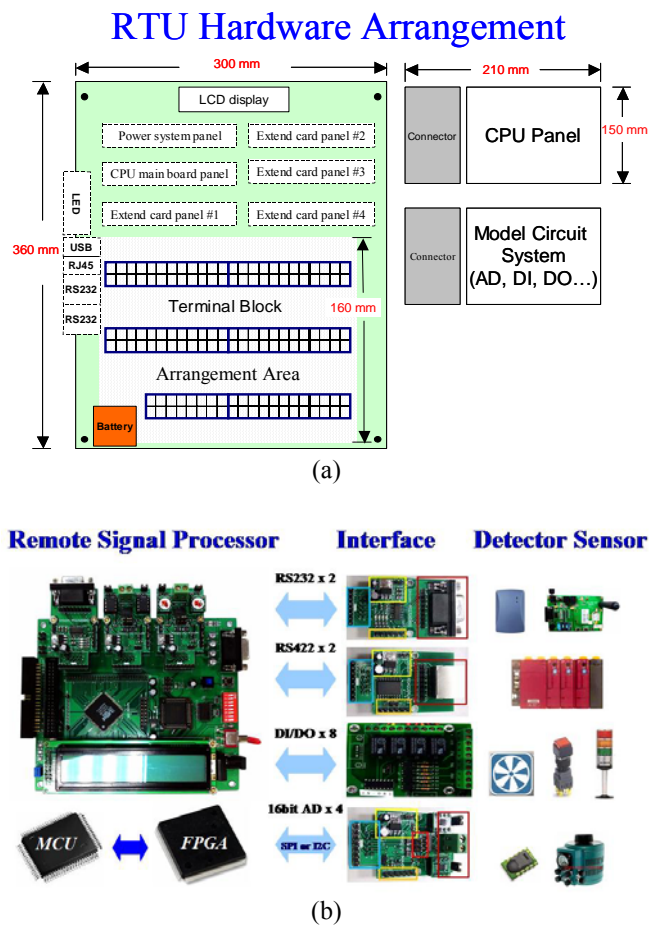 RTU Hardware Arrangement
300 mm
210 mm
LCD display
Power system panel
Extend card panel #2
CPU main board panel
Extend card panel #3
Extend card panel #1
Extend card panel #4
LED
USB
RJ45
RS232
RS232
360 mm
Terminal Block
160 mm
Arrangement Area
Battery
Connector
CPU Panel
150 mm
Connector
Model Circuit
System
(AD, DI, DO…)
(a)
Remote Signal Processor
Interface
Detector Sensor
RS232 x 2
RS422 x 2
DI/DO x 8
16bit AD x 4
SPI or I2C
MCU
FPGA
(b)